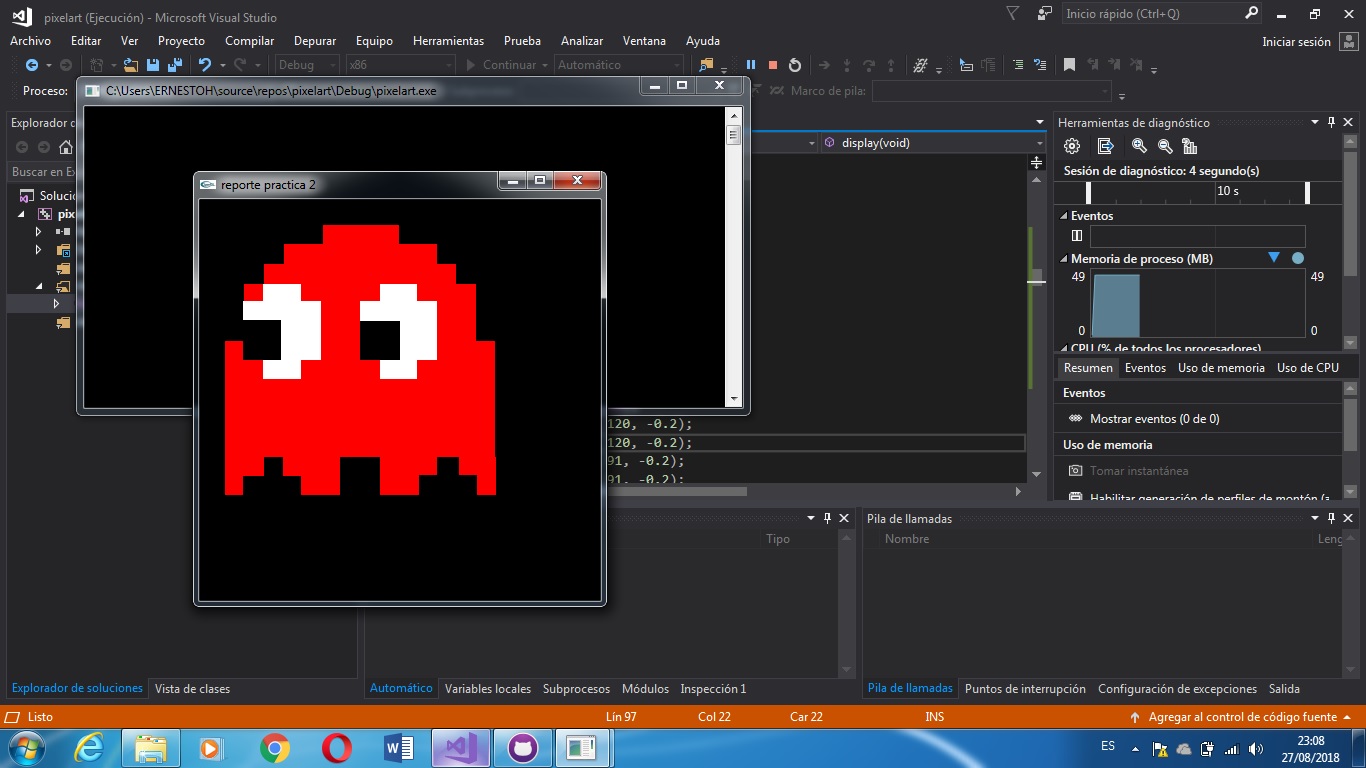 pixelart (Ejecución) - Microsoft Visual Studio
Inicio rápido (Ctrl+Q)
Archivo Editar Ver Proyecto Compilar Depurar Equipo Herramientas Prueba Analizar Ventana Ayuda
Iniciar sesión
Debug x86 Continuar Automático
Proceso:
C:\Users\ERNESTOH\source\repos\pixelart\Debug\pixelart.exe
Marco de pila:
Explorador
display(void)
Buscar en Ex
Soluci
pix
reporte practica 2
Herramientas de diagnóstico
Sesión de diagnóstico: 4 segundo(s)
10 s
Eventos
Memoria de proceso (MB)
49 49
0 0
CPU (% de todos los procesadores)
Resumen Eventos Uso de memoria Uso de CPU
Eventos
Mostrar eventos (0 de 0)
Uso de memoria
Tomar instantánea
Habilitar generación de perfiles de montón (a
120, -0.2);
120, -0.2);
91, -0.2);
91, -0.2);
Tipo
Pila de llamadas
Nombre Leng
Explorador de soluciones Vista de clases
Automático Variables locales Subprocesos Módulos Inspección 1
Pila de llamadas Puntos de interrupción Configuración de excepciones Salida
Listo Lín 97 Col 22 Car 22 INS Agregar al control de código fuente
ES
23:08
27/08/2018